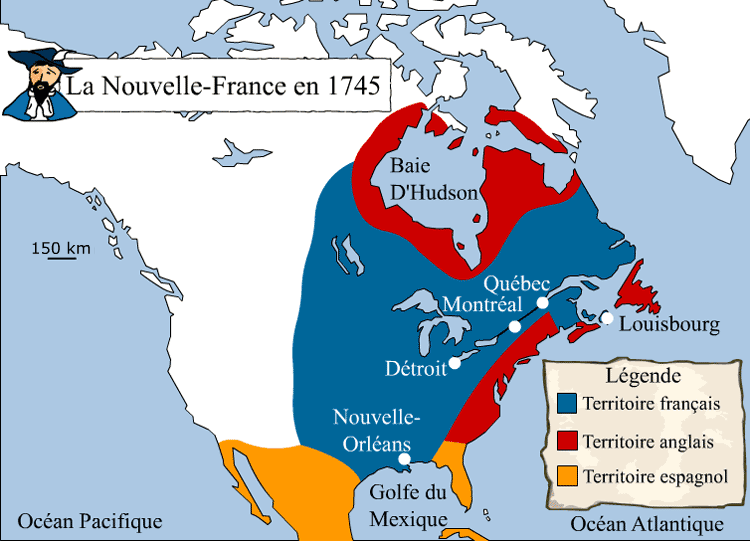 La Nouvelle-France en 1745
Baie
D'Hudson
150 km
Québec
Montréal
Louisbourg
Détroit
Nouvelle-
Orléans
Légende
Territoire français
Territoire anglais
Territoire espagnol
Golfe du
Mexique
Océan Pacifique
Océan Atlantique